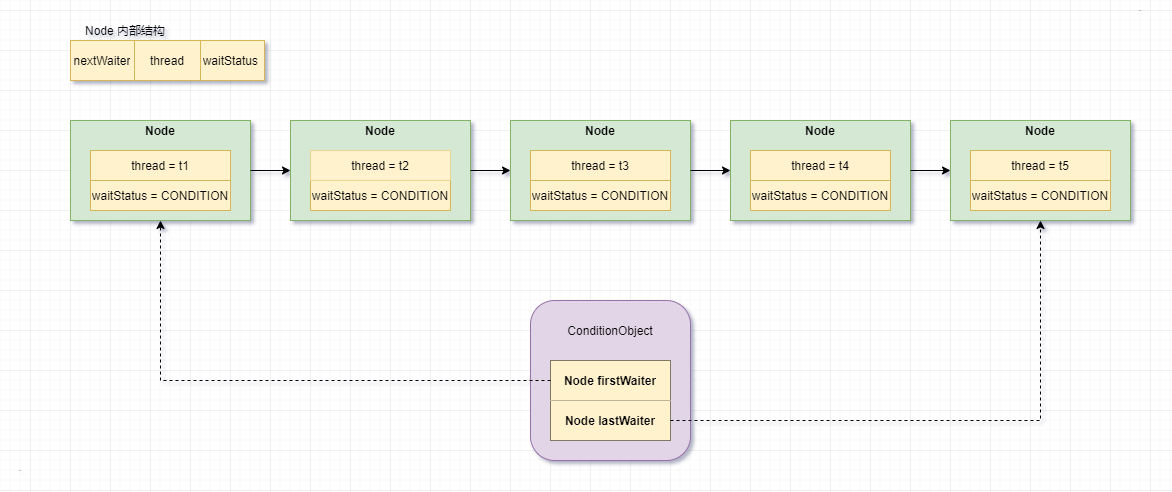 Node 内部结构
nextWaiter thread waitStatus
Node Node Node Node Node
thread = t1 thread = t2 thread = t3 thread = t4 thread = t5
waitStatus = CONDITION waitStatus = CONDITION waitStatus = CONDITION waitStatus = CONDITION waitStatus = CONDITION
ConditionObject
Node firstWaiter
Node lastWaiter